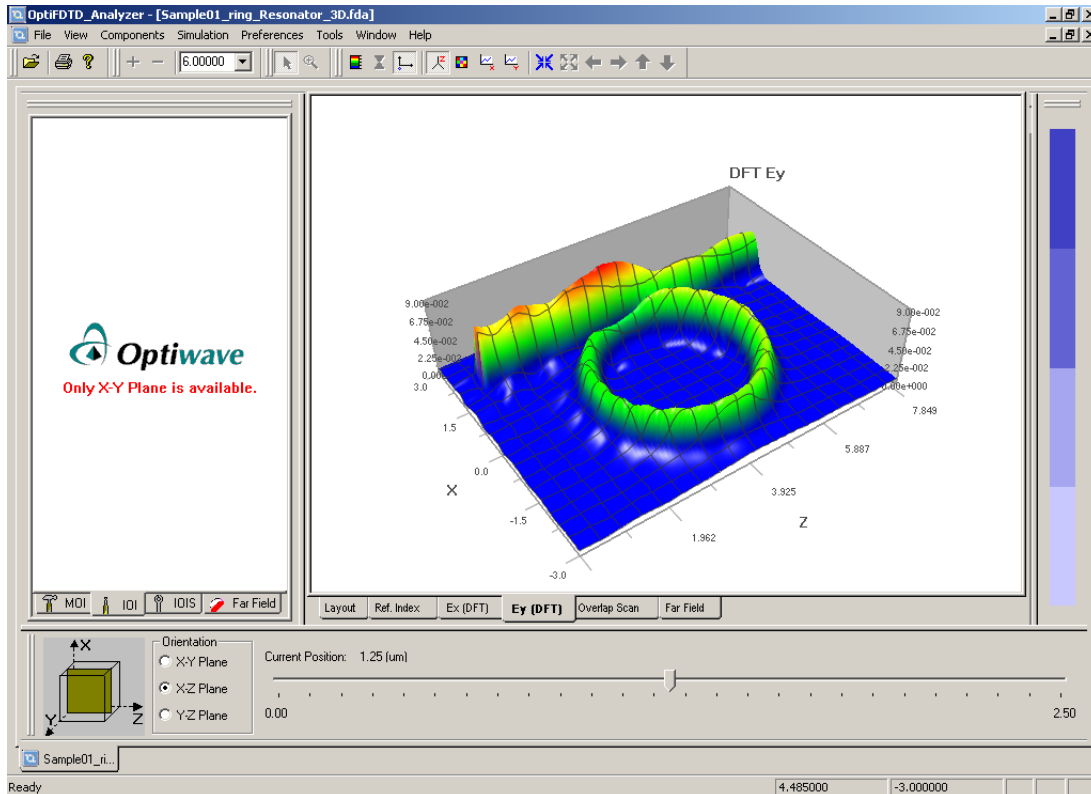 OptiFDTD_Analyzer - [Sample01_ring_Resonator_3D.fda]
File View Components Simulation Preferences Tools Window Help
6.00000
Optiwave
Only X-Y Plane is available.
MOI IOI IOIS Far Field
DFT Ey
9.00e-002
6.75e-002
4.50e-002
2.25e-002
3.0
1.5
0.0
X
-1.5
-3.0
9.00e-002
6.75e-002
4.50e-002
2.25e-002
7.849
5.887
3.925
Z
1.962
Layout Ref. Index Ex (DFT) Ey (DFT) Overlap Scan Far Field
X
Y
Z
Orientation
X-Y Plane
X-Z Plane
Y-Z Plane
Current Position: 1.25 (um)
0.00 2.50
Sample01_ri...
Ready 4.485000 -3.000000